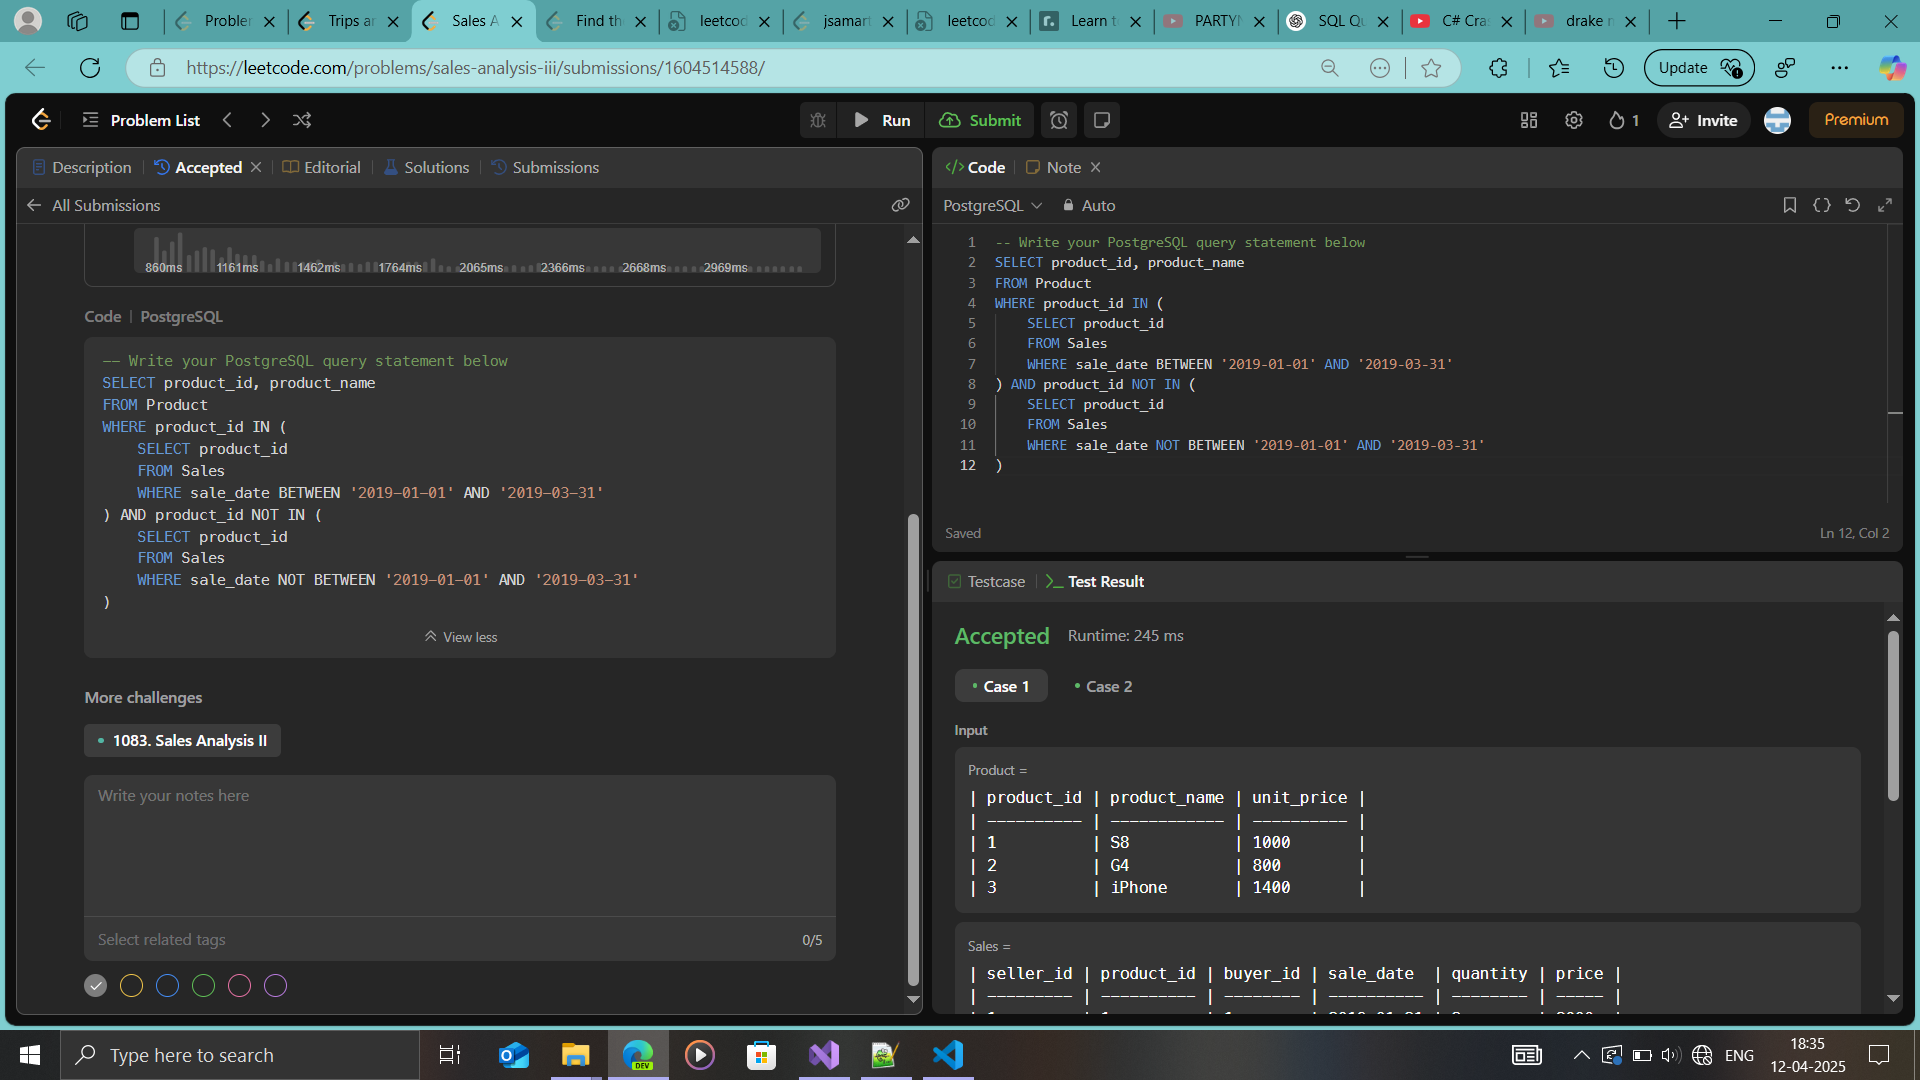 Problem
Trips a
Sales A
Find th
leetcod
jsamart
leetcod
Learn t
PARTYN
SQL Qu
C# Cra
drake n
https://leetcode.com/problems/sales-analysis-iii/submissions/1604514588/
Update
Problem List
Run
Submit
1
Invite
Premium
Description
Accepted
Editorial
Solutions
Submissions
All Submissions
860ms 1161ms 1462ms 1764ms 2065ms 2366ms 2668ms 2969ms
Code | PostgreSQL
-- Write your PostgreSQL query statement below
SELECT product_id, product_name
FROM Product
WHERE product_id IN (
SELECT product_id
FROM Sales
WHERE sale_date BETWEEN '2019-01-01' AND '2019-03-31'
) AND product_id NOT IN (
SELECT product_id
FROM Sales
WHERE sale_date NOT BETWEEN '2019-01-01' AND '2019-03-31'
)
View less
More challenges
1083. Sales Analysis II
Write your notes here
Select related tags 0/5
</> Code
Note
PostgreSQL
Auto
1 -- Write your PostgreSQL query statement below
2 SELECT product_id, product_name
3 FROM Product
4 WHERE product_id IN (
5 SELECT product_id
6 FROM Sales
7 WHERE sale_date BETWEEN '2019-01-01' AND '2019-03-31'
8 ) AND product_id NOT IN (
9 SELECT product_id
10 FROM Sales
11 WHERE sale_date NOT BETWEEN '2019-01-01' AND '2019-03-31'
12 )
Saved
Ln 12, Col 2
Testcase
Test Result
Accepted Runtime: 245 ms
Case 1
Case 2
Input
Product =
| product_id | product_name | unit_price |
| ---------- | ------------ | ---------- |
| 1 | S8 | 1000 |
| 2 | G4 | 800 |
| 3 | iPhone | 1400 |
Sales =
| seller_id | product_id | buyer_id | sale_date | quantity | price |
| --------- | ---------- | -------- | ---------- | -------- | ----- |
Type here to search
DEV
ENG
18:35
12-04-2025